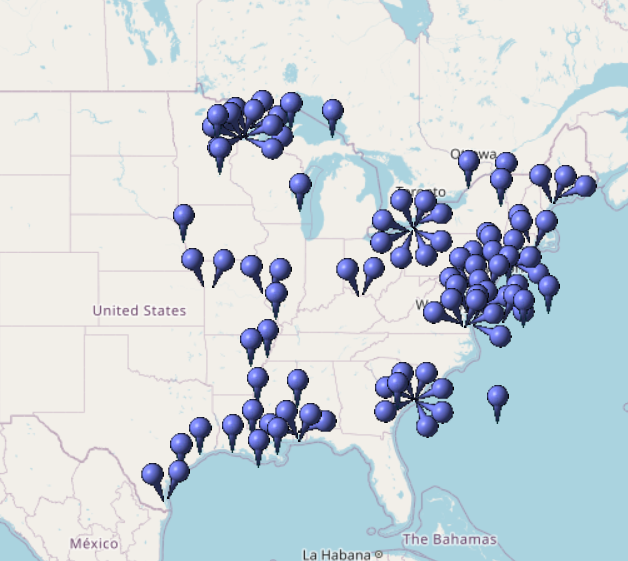 Ottawa
Toronto
United States
México
La Habana
The Bahamas